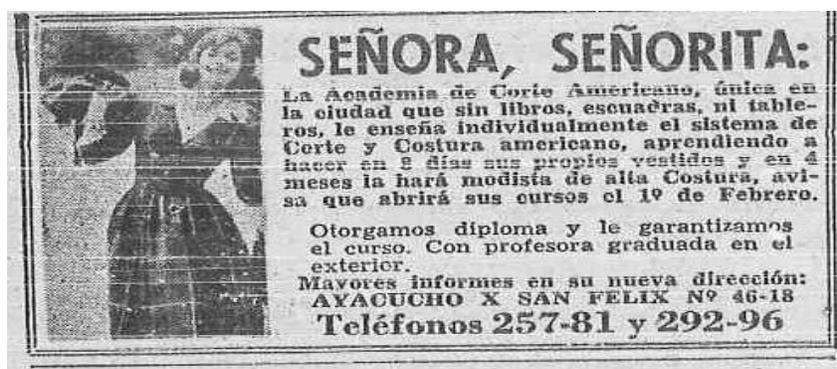 SEÑORA, SEÑORITA:
La Academia de Corte Americano, única en
la ciudad que sin libros, escuadras, ni table-
ros, le enseña individualmente el sistema de
Corte y Costura americano, aprendiendo a
hacer en 8 días sus propios vestidos y en 4
meses la hará modista de alta Costura, avi-
sa que abrirá sus cursos el 1º de Febrero.
Otorgamos diploma y le garantizamos
el curso. Con profesora graduada en el
exterior.
Mayores informes en su nueva dirección:
AYACUCHO X SAN FELIX Nº 46-18
Teléfonos 257-81 y 292-96